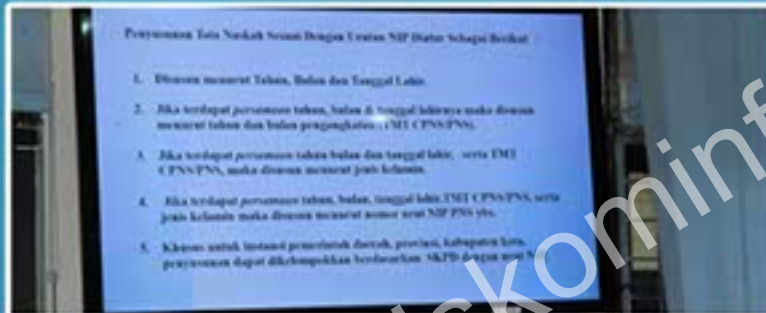 Penyusunan Tata Naskah Sesuai Dengan Urutan NIP Diatur Sebagai Berikut
1. Disusun menurut Tahun, Bulan dan Tanggal Lahir.
2. Jika terdapat persamaan tahun, bulan & tanggal lahirnya maka disusun
menurut tahun dan bulan pengangkatan (TMT CPNS/PNS).
3. Jika terdapat persamaan tahun bulan dan tanggal lahir, serta TMT
CPNS/PNS, maka disusun menurut jenis kelamin.
4. Jika terdapat persamaan tahun, bulan, tanggal lahir, TMT CPNS/PNS, serta
jenis kelamin maka disusun menurut nomor urut NIP PNS ybs.
5. Khusus untuk instansi pemerintah daerah, provinsi, kabupaten kota,
penyusunan dapat dikelompokkan berdasarkan SKPD dengan urut